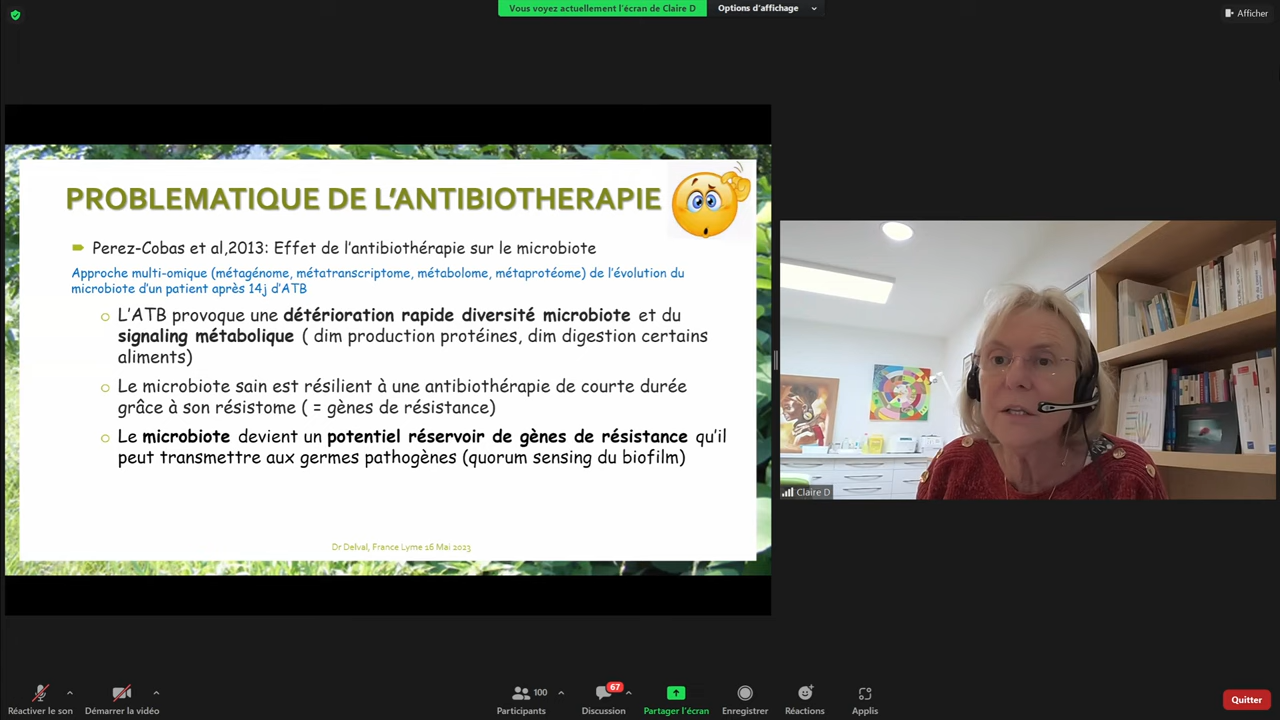 Vous voyez actuellement l'écran de Claire D
Options d'affichage
Afficher
PROBLEMATIQUE DE L'ANTIBIOTHERAPIE
Perez-Cobas et al,2013: Effet de l'antibiothérapie sur le microbiote
Approche multi-omique (métagénome, métatranscriptome, métabolome, métaprotéome) de l'évolution du
microbiote d'un patient après 14j d'ATB
L'ATB provoque une détérioration rapide diversité microbiote et du
signaling métabolique ( dim production protéines, dim digestion certains
aliments)
Le microbiote sain est résilient à une antibiothérapie de courte durée
grâce à son résistome ( = gènes de résistance)
Le microbiote devient un potentiel réservoir de gènes de résistance qu'il
peut transmettre aux germes pathogènes (quorum sensing du biofilm)
Dr Delval, France Lyme 16 Mai 2023
Claire D
Réactiver le son
Démarrer la vidéo
100
Participants
67
Discussion
Partager l'écran
Enregistrer
Réactions
Applis
Quitter